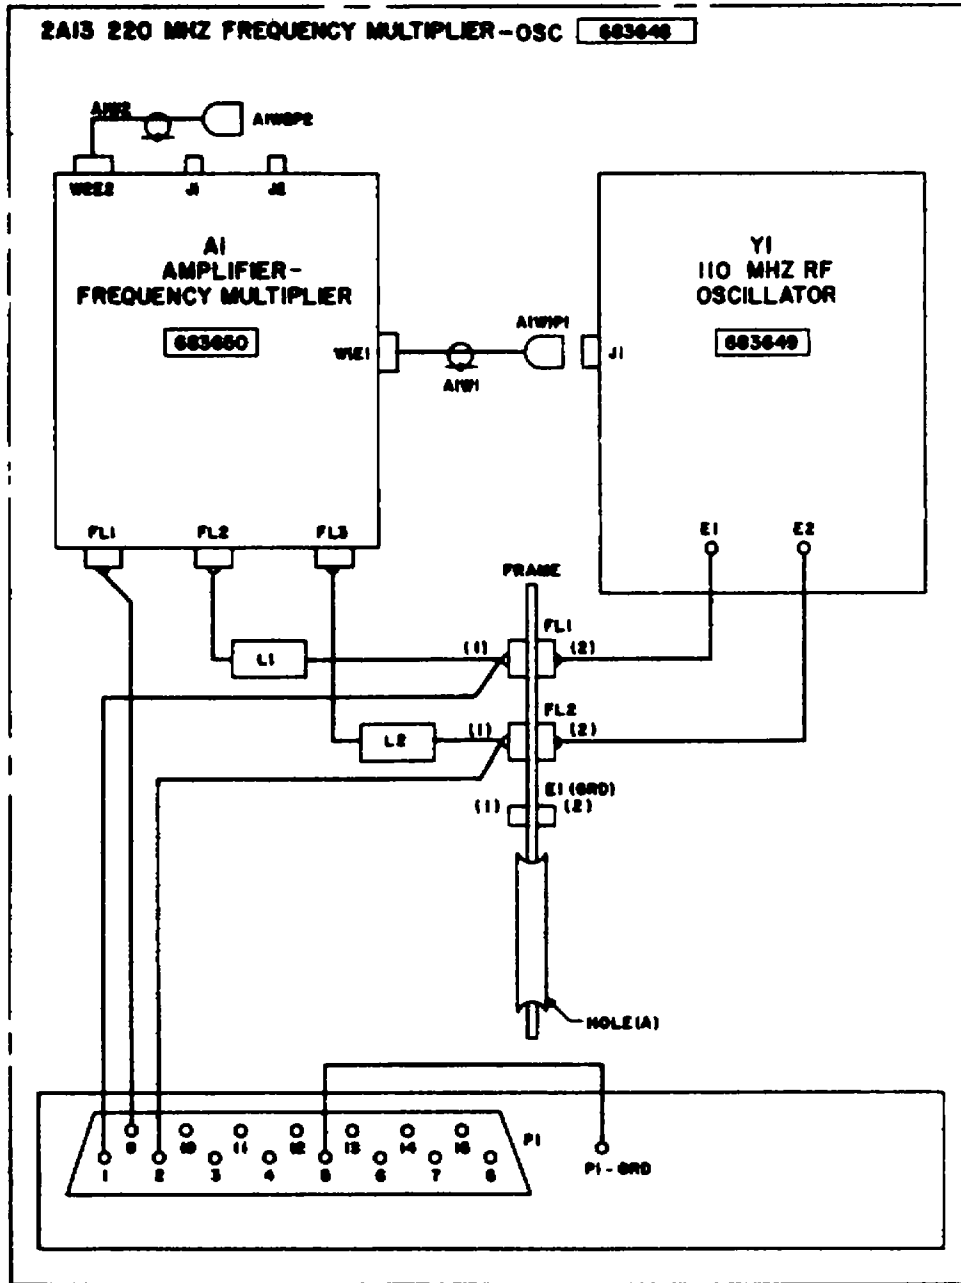 2A13 220 MHZ FREQUENCY MULTIPLIER-OSC 683648
A1W2
A1W2P2
W2E2 J1 J2
A1
AMPLIFIER-
FREQUENCY MULTIPLIER
683650
Y1
110 MHZ RF
OSCILLATOR
683649
A1W1P1
W1E1
J1
A1W1
FL1 FL2 FL3
E1 E2
FRAME
FL1
(1) (2)
L1
FL2
(1) (2)
L2
E1 (GRD)
(1) (2)
HOLE(A)
P1
9 10 11 12 13 14 15
1 2 3 4 5 6 7 8
P1-GRD